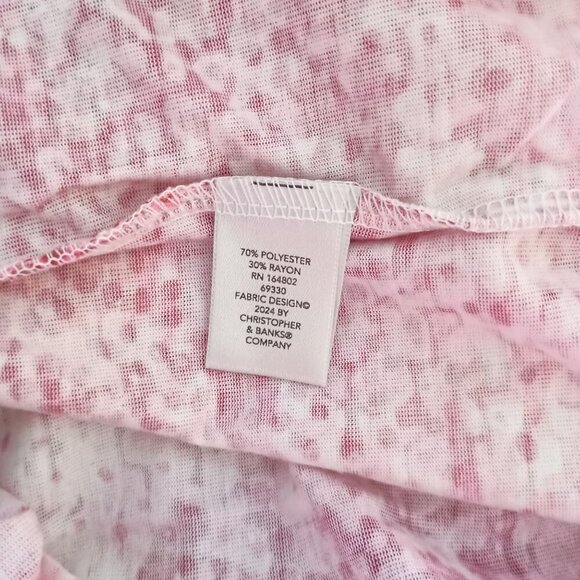 70% POLYESTER
30% RAYON
RN 164802
69330
FABRIC DESIGN©
2024 BY
CHRISTOPHER
& BANKS®
COMPANY